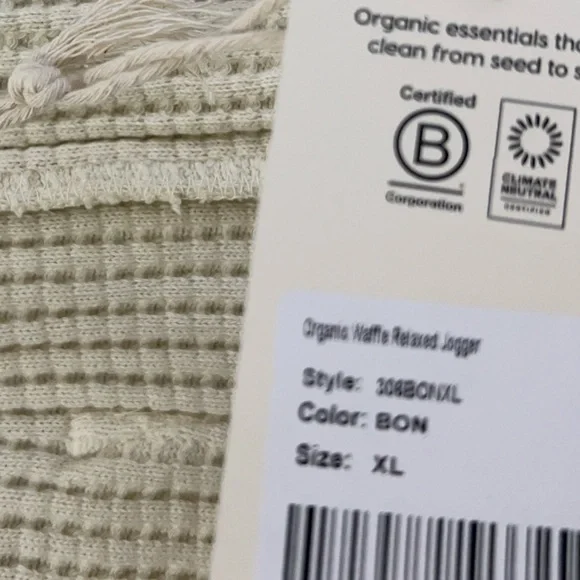 Organic essentials tha
clean from seed to s
Certified
B
Corporation
CLIMATE
NEUTRAL
CERTIFIED
Organic Waffle Relaxed Jogger
Style: 308BONXL
Color: BON
Size: XL